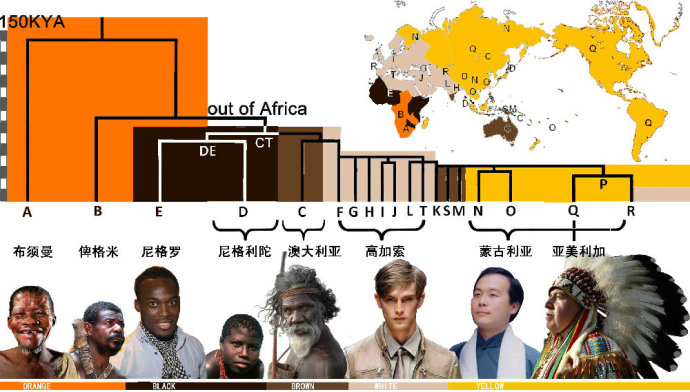 150KYA
out of Africa
CT
DE
P
A B E D C F G H I J L T K S M N O Q R
布须曼 俾格米 尼格罗 尼格利陀 澳大利亚 高加索 蒙古利亚 亚美利加
ORANGE BLACK BROWN WHITE YELLOW
N N
Q C Q
R I D
T G J R D N O
E L H O
B D SM C
A C O Q